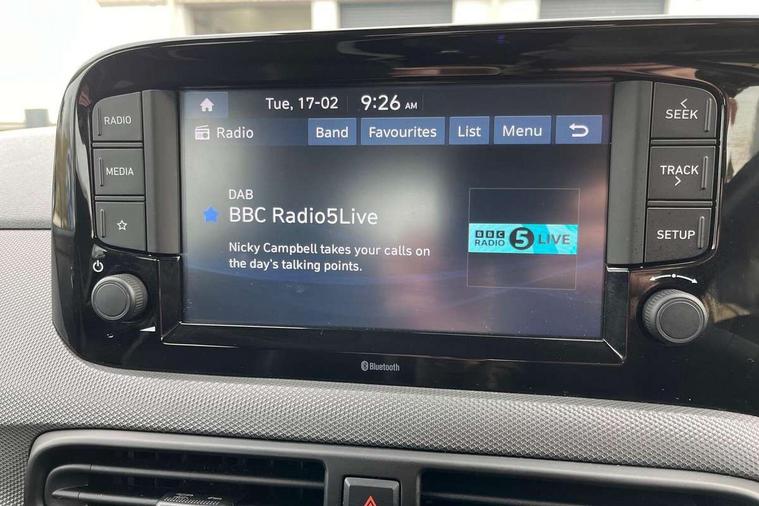 Tue, 17-02 9:26 AM
Radio Band Favourites List Menu
DAB
BBC Radio5Live
Nicky Campbell takes your calls on
the day's talking points.
BBC
RADIO 5 LIVE
RADIO
MEDIA
SEEK
TRACK
SETUP
Bluetooth